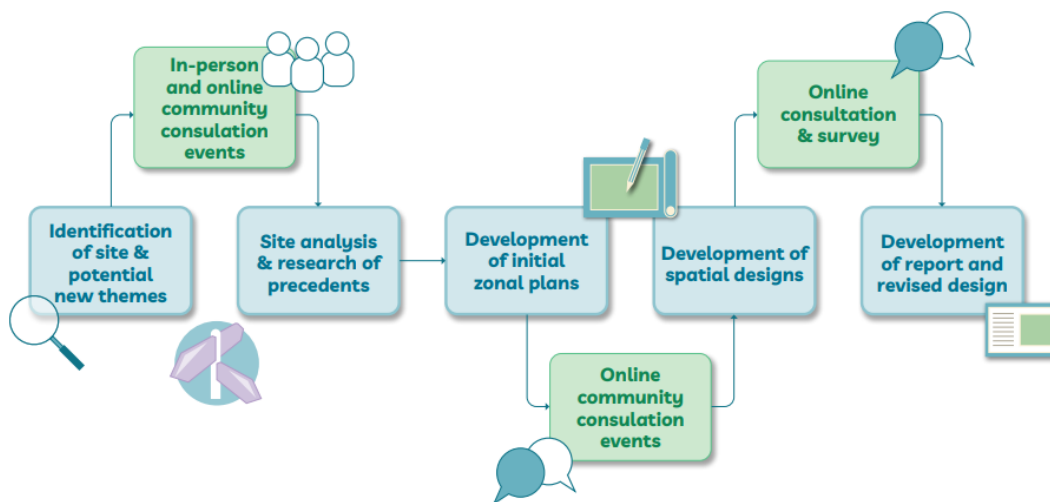 In-person
and online
community
consulation
events
Online
consultation
& survey
Identification
of site &
potential
new themes
Site analysis
& research of
precedents
Development
of initial
zonal plans
Development of
spatial designs
Development
of report and
revised design
Online
community
consulation
events